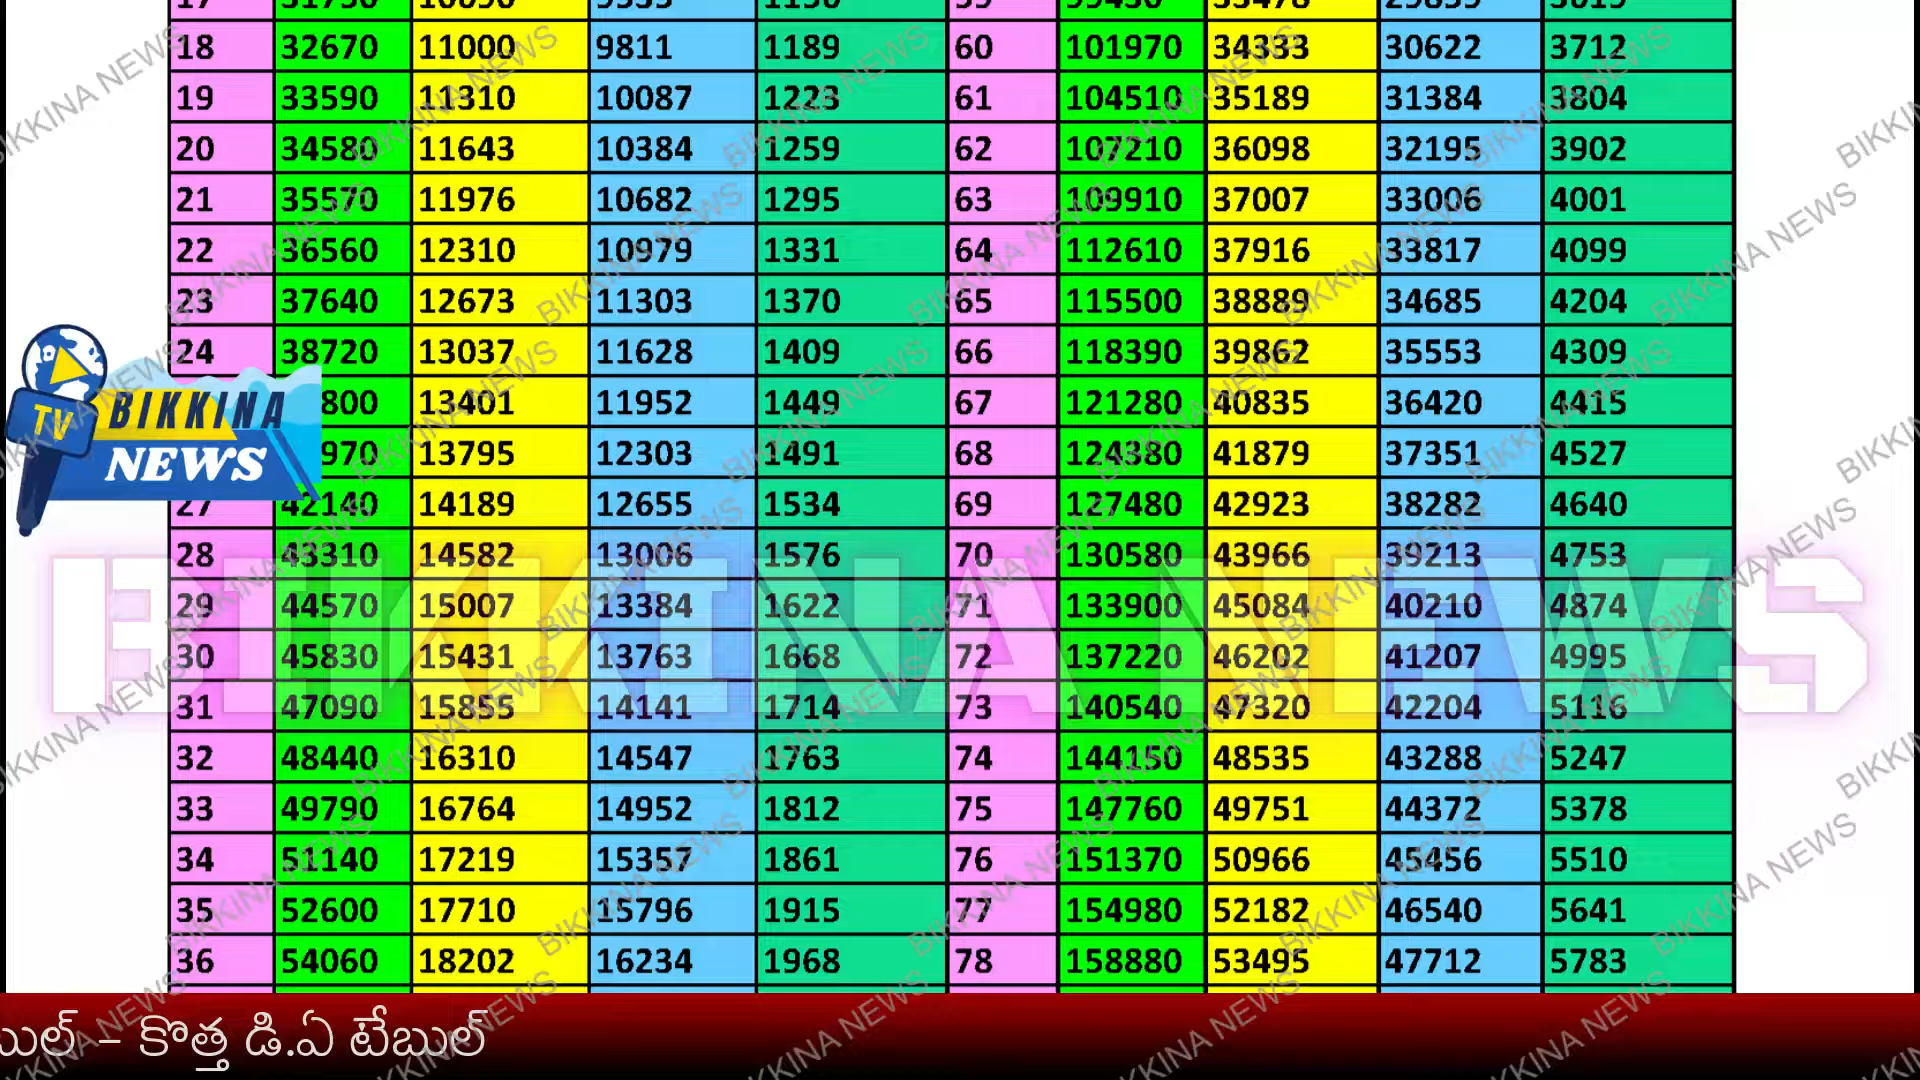 18 32670 11000 9811 1189 60 101970 34333 30622 3712
19 33590 11310 10087 1223 61 104510 35189 31384 3804
20 34580 11643 10384 1259 62 107210 36098 32195 3902
21 35570 11976 10682 1295 63 109910 37007 33006 4001
22 36560 12310 10979 1331 64 112610 37916 33817 4099
23 37640 12673 11303 1370 65 115500 38889 34685 4204
24 38720 13037 11628 1409 66 118390 39862 35553 4309
800 13401 11952 1449 67 121280 40835 36420 4415
970 13795 12303 1491 68 124380 41879 37351 4527
27 42140 14189 12655 1534 69 127480 42923 38282 4640
28 43310 14582 13006 1576 70 130580 43966 39213 4753
29 44570 15007 13384 1622 71 133900 45084 40210 4874
30 45830 15431 13763 1668 72 137220 46202 41207 4995
31 47090 15855 14141 1714 73 140540 47320 42204 5116
32 48440 16310 14547 1763 74 144150 48535 43288 5247
33 49790 16764 14952 1812 75 147760 49751 44372 5378
34 51140 17219 15357 1861 76 151370 50966 45456 5510
35 52600 17710 15796 1915 77 154980 52182 46540 5641
36 54060 18202 16234 1968 78 158880 53495 47712 5783
TV BIKKINA
NEWS
BIKKINA NEWS
– కొత్త డి.ఏ టేబుల్